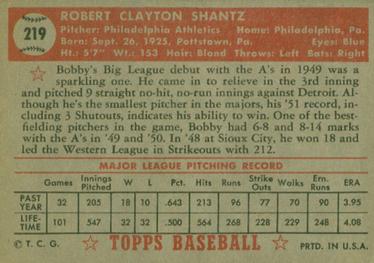 219
ROBERT CLAYTON SHANTZ
Pitcher: Philadelphia Athletics Home: Philadelphia, Pa.
Born: Sept. 26, 1925, Pottstown, Pa. Eyes: Blue
Ht: 5'7" Wt: 153 Hair: Blond Throws: Left Bats: Right
Bobby's Big League debut with the A's in 1949 was a
sparkling one. He came in to relieve in the 3rd inning
and pitched 9 straight no-hit, no-run innings against Detroit. Al-
though he's the smallest pitcher in the majors, his '51 record, in-
cluding 3 Shutouts, indicates his ability to win. One of the best-
fielding pitchers in the game, Bobby had 6-8 and 8-14 marks
with the A's in '49 and '50. In '48 at Sioux City, he won 18 and
led the Western League in Strikeouts with 212.
MAJOR LEAGUE PITCHING RECORD
Games Innings Pitched W L Pct. Hits Runs Strike Outs Walks Ern. Runs ERA
PAST YEAR 32 205 18 10 .643 213 96 77 70 90 3.95
LIFE-TIME 101 547 32 32 .500 564 268 228 228 248 4.08
© T. C. G. TOPPS BASEBALL PRTD. IN U.S.A.